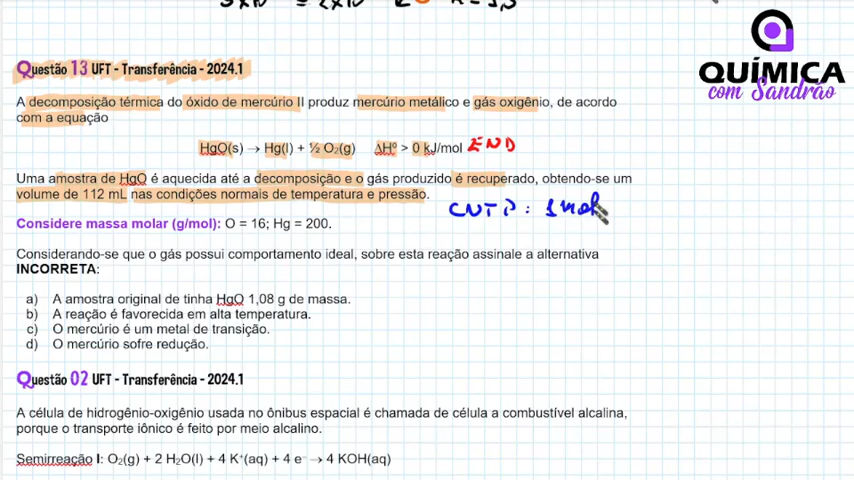 QUÍMICA
com Sandrão
Questão 13 UFT - Transferência - 2024.1
A decomposição térmica do óxido de mercúrio II produz mercúrio metálico e gás oxigênio, de acordo
com a equação
HgO(s) → Hg(l) + ½ O₂(g) ΔH⁰ > 0 kJ/mol END
Uma amostra de HgO é aquecida até a decomposição e o gás produzido é recuperado, obtendo-se um
volume de 112 mL nas condições normais de temperatura e pressão.
CNTP: 1 mol
Considere massa molar (g/mol): O = 16; Hg = 200.
Considerando-se que o gás possui comportamento ideal, sobre esta reação assinale a alternativa
INCORRETA:
a) A amostra original de tinha HgO 1,08 g de massa.
b) A reação é favorecida em alta temperatura.
c) O mercúrio é um metal de transição.
d) O mercúrio sofre redução.
Questão 02 UFT - Transferência - 2024.1
A célula de hidrogênio-oxigênio usada no ônibus espacial é chamada de célula a combustível alcalina,
porque o transporte iônico é feito por meio alcalino.
Semirreação I: O₂(g) + 2 H₂O(l) + 4 K⁺(aq) + 4 e⁻ → 4 KOH(aq)